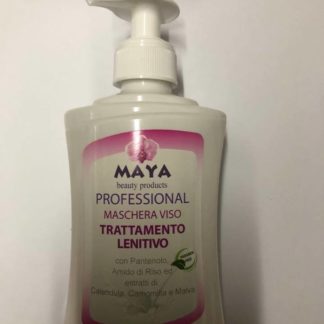 MAYA
beauty products
PROFESSIONAL
MASCHERA VISO
TRATTAMENTO
LENITIVO
con Pantenolo,
Amido di Riso ed
estratti di
Calendula, Camomilla e Malva